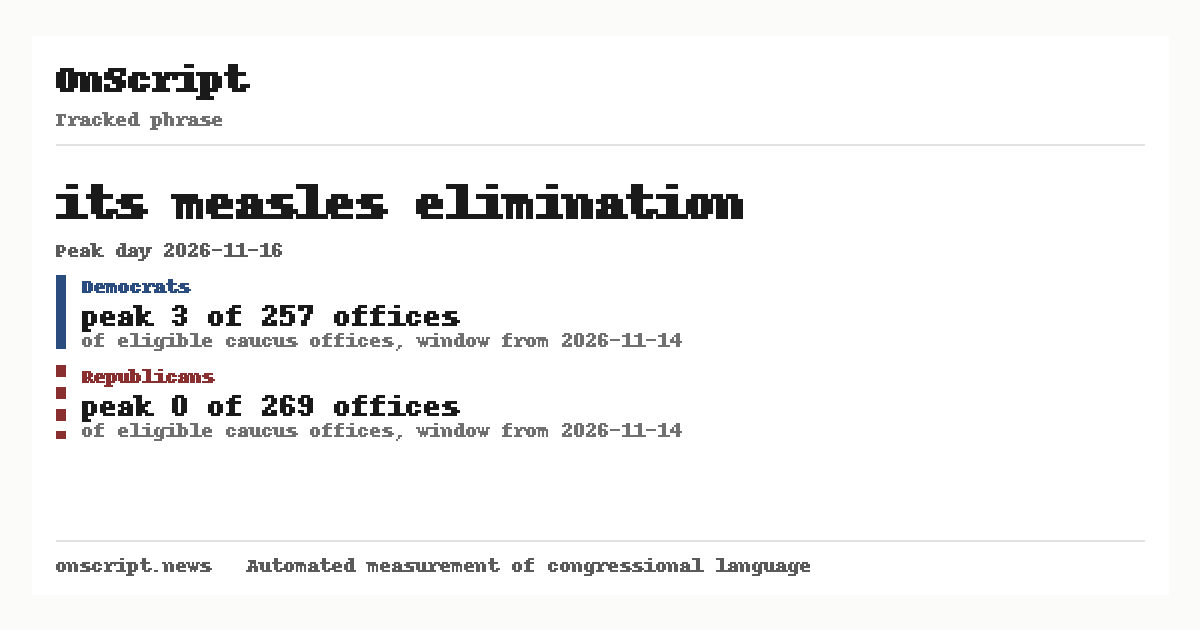 OnScript
Tracked phrase
its measles elimination
Peak day 2026-11-16
Democrats
peak 3 of 257 offices
of eligible caucus offices, window from 2026-11-14
Republicans
peak 0 of 269 offices
of eligible caucus offices, window from 2026-11-14
onscript.news Automated measurement of congressional language